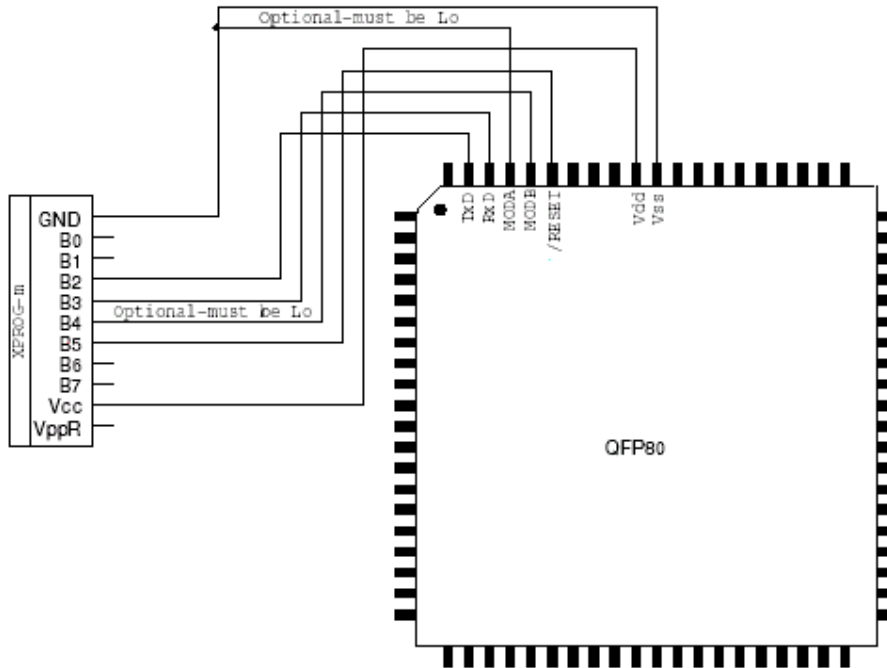 Optional-must be Lo
TxD
RxD
MODA
MODB
/RESET
Vdd
Vss
XPROG-m
GND
B0
B1
B2
B3
Optional-must be Lo
B4
B5
B6
B7
Vcc
VppR
QFP80